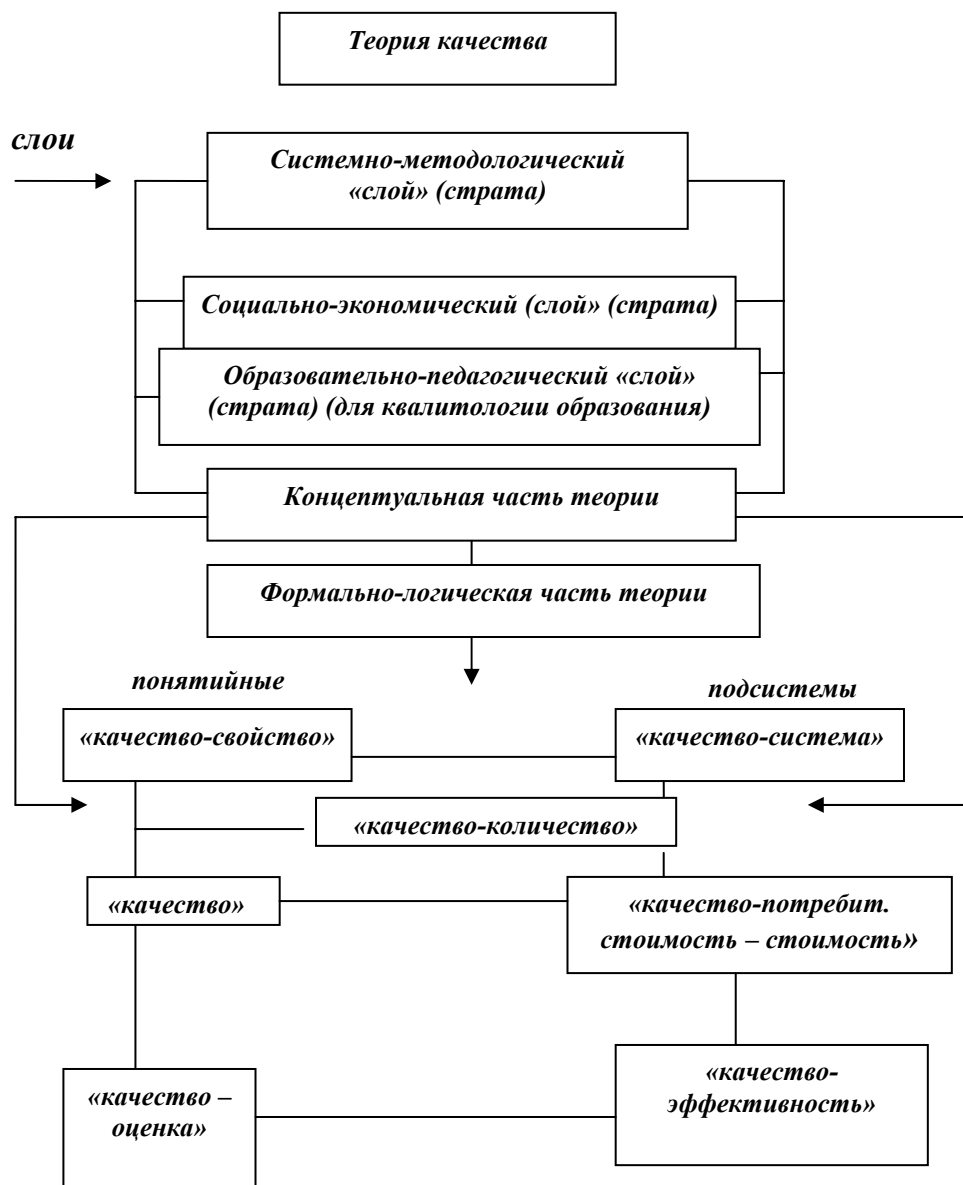 Теория качества
слои
Системно-методологический
«слой» (страта)
Социально-экономический (слой» (страта)
Образовательно-педагогический «слой»
(страта) (для квалитологии образования)
Концептуальная часть теории
Формально-логическая часть теории
понятийные
подсистемы
«качество-свойство»
«качество-система»
«качество-количество»
«качество»
«качество-потребит.
стоимость – стоимость»
«качество –
оценка»
«качество-
эффективность»